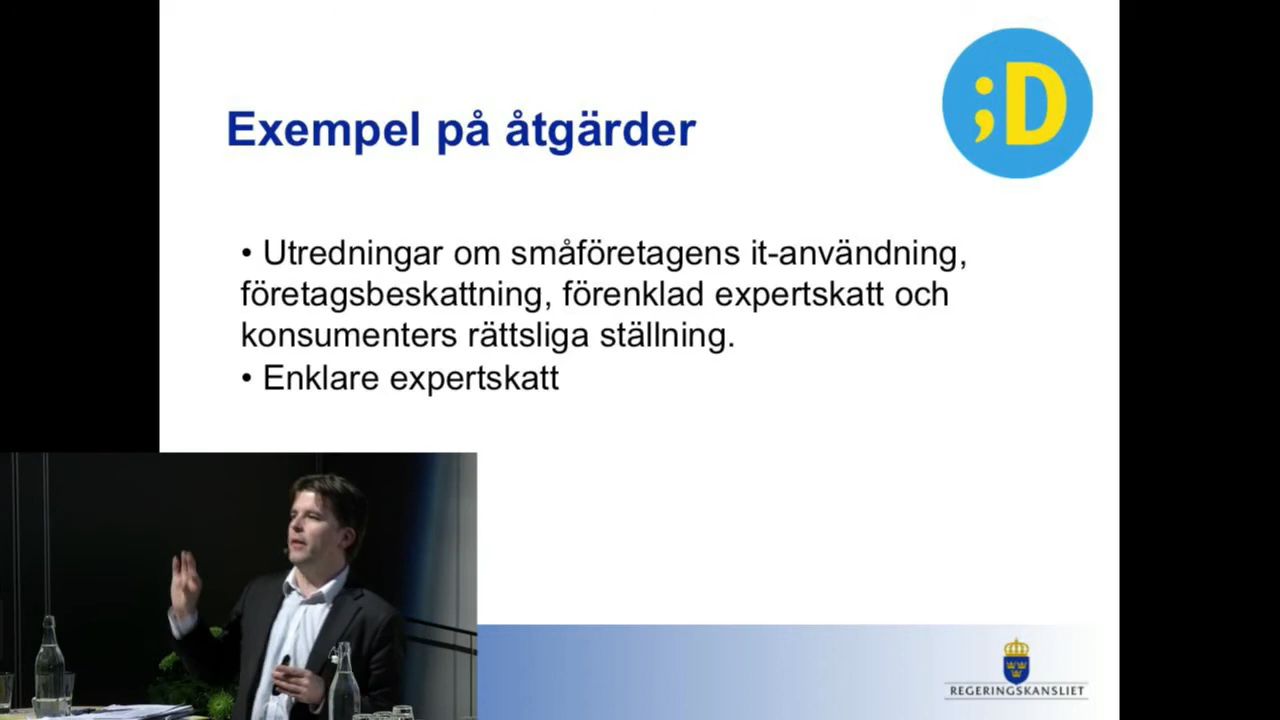 ;D
Exempel på åtgärder
• Utredningar om småföretagens it-användning,
företagsbeskattning, förenklad expertskatt och
konsumenters rättsliga ställning.
• Enklare expertskatt
REGERINGSKANSLIET